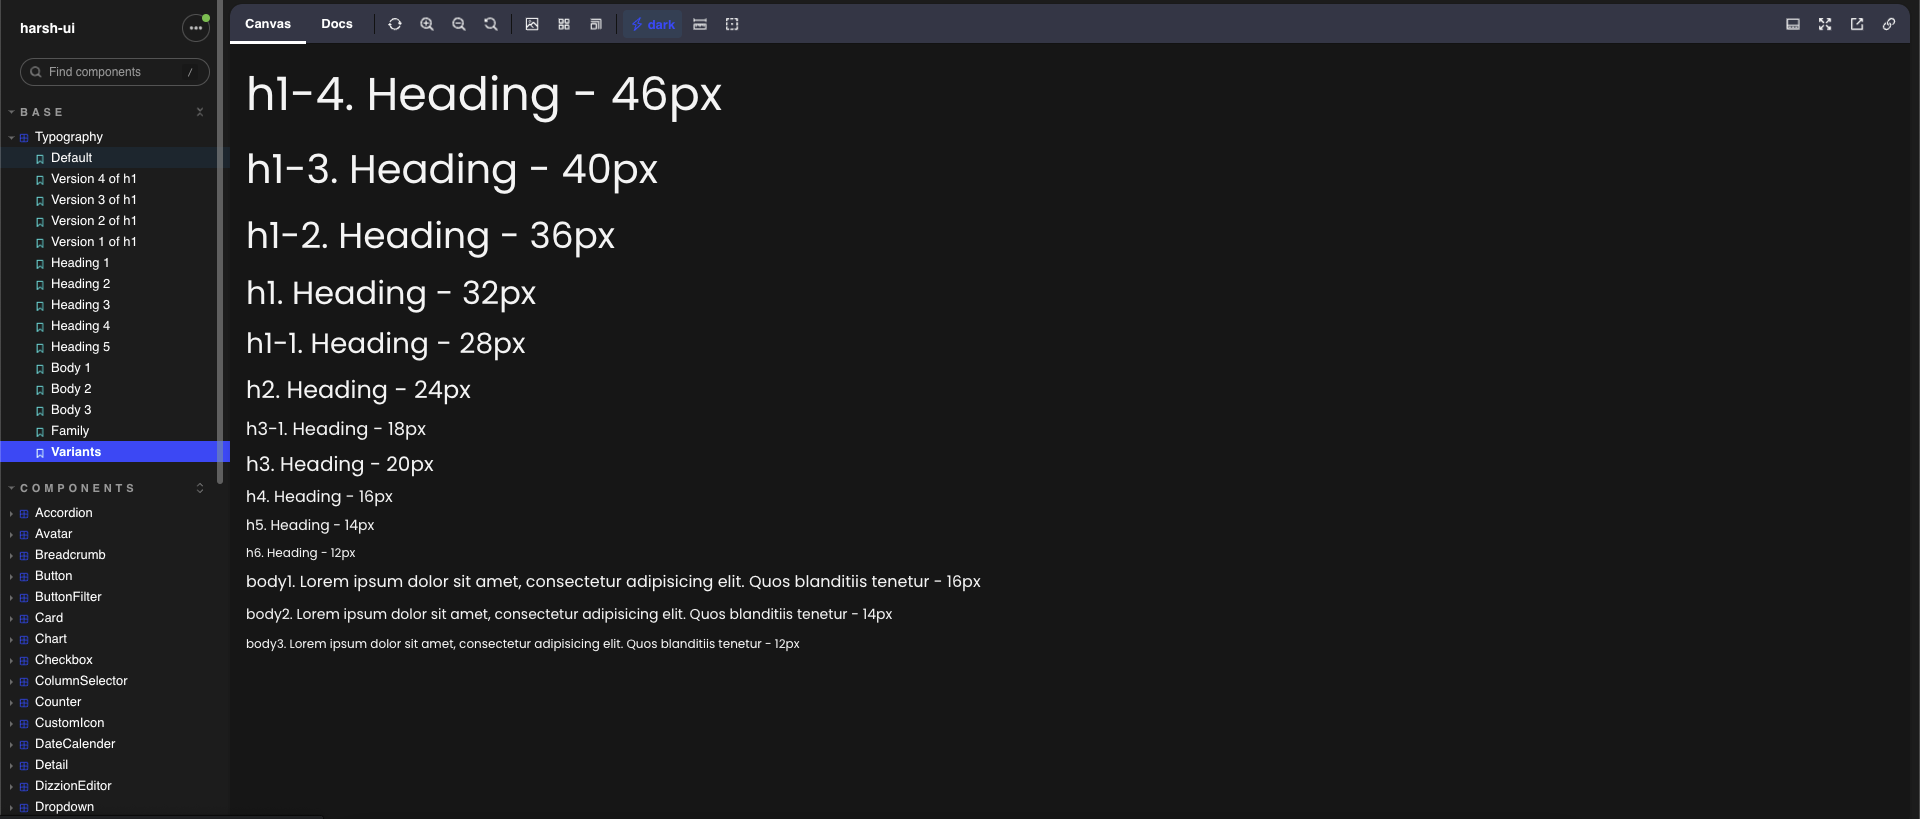 harsh-ui
Find components /
BASE
Typography
Default
Version 4 of h1
Version 3 of h1
Version 2 of h1
Version 1 of h1
Heading 1
Heading 2
Heading 3
Heading 4
Heading 5
Body 1
Body 2
Body 3
Family
Variants
COMPONENTS
Accordion
Avatar
Breadcrumb
Button
ButtonFilter
Card
Chart
Checkbox
ColumnSelector
Counter
CustomIcon
DateCalender
Detail
DizzionEditor
Dropdown
Canvas Docs dark
h1-4. Heading - 46px
h1-3. Heading - 40px
h1-2. Heading - 36px
h1. Heading - 32px
h1-1. Heading - 28px
h2. Heading - 24px
h3-1. Heading - 18px
h3. Heading - 20px
h4. Heading - 16px
h5. Heading - 14px
h6. Heading - 12px
body1. Lorem ipsum dolor sit amet, consectetur adipisicing elit. Quos blanditiis tenetur - 16px
body2. Lorem ipsum dolor sit amet, consectetur adipisicing elit. Quos blanditiis tenetur - 14px
body3. Lorem ipsum dolor sit amet, consectetur adipisicing elit. Quos blanditiis tenetur - 12px